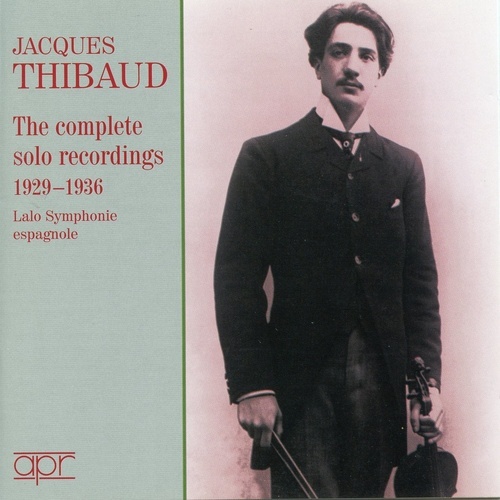 JACQUES
THIBAUD
The complete
solo recordings
1929–1936
Lalo Symphonie
espagnole
apr